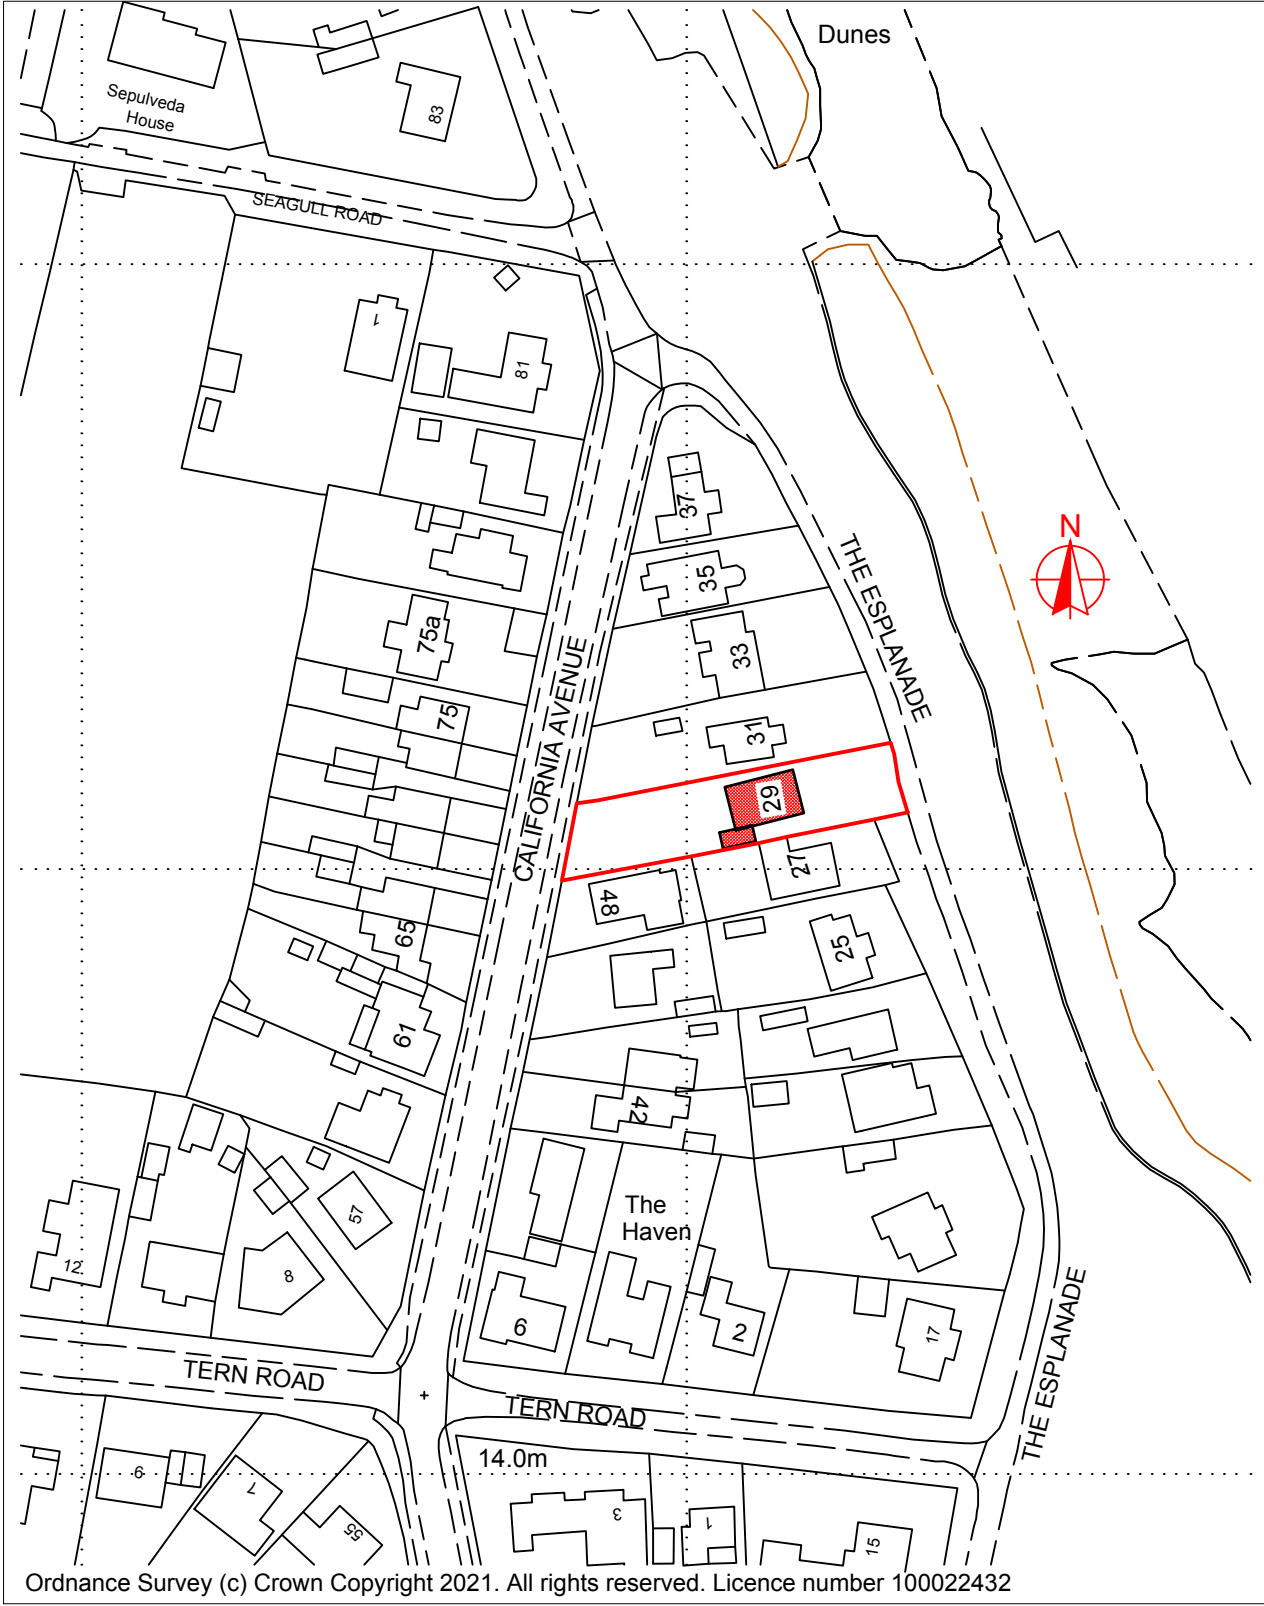 Dunes
Sepulveda
House
83
SEAGULL ROAD
1
81
37
N
THE ESPLANADE
35
75a
33
CALIFORNIA AVENUE
75
31
29
27
48
65
25
61
42
The
Haven
57
12
8
6
2
17
THE ESPLANADE
TERN ROAD
TERN ROAD
14.0m
9
7
55
3
1
15
Ordnance Survey (c) Crown Copyright 2021. All rights reserved. Licence number 100022432